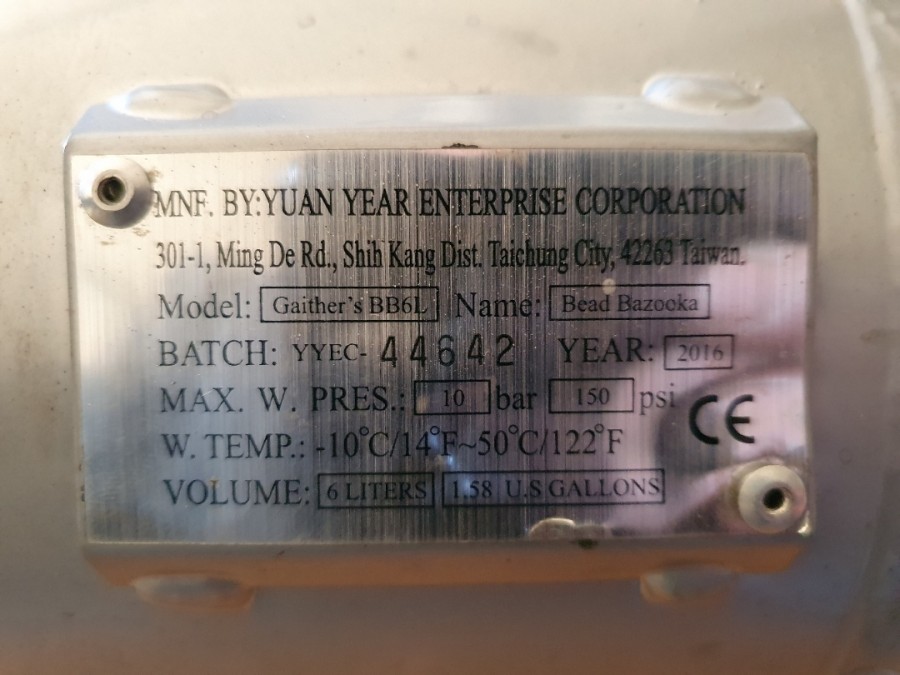 MNF. BY:YUAN YEAR ENTERPRISE CORPORATION
301-1, Ming De Rd., Shih Kang Dist. Taichung City, 42263 Taiwan.
Model: Gaither's BB6L Name: Bead Bazooka
BATCH: YYEC-44642 YEAR: 2016
MAX. W. PRES.: 10 bar 150 psi
CE
W. TEMP.: -10°C/14°F~50°C/122°F
VOLUME: 6 LITERS 1.58 U.S GALLONS